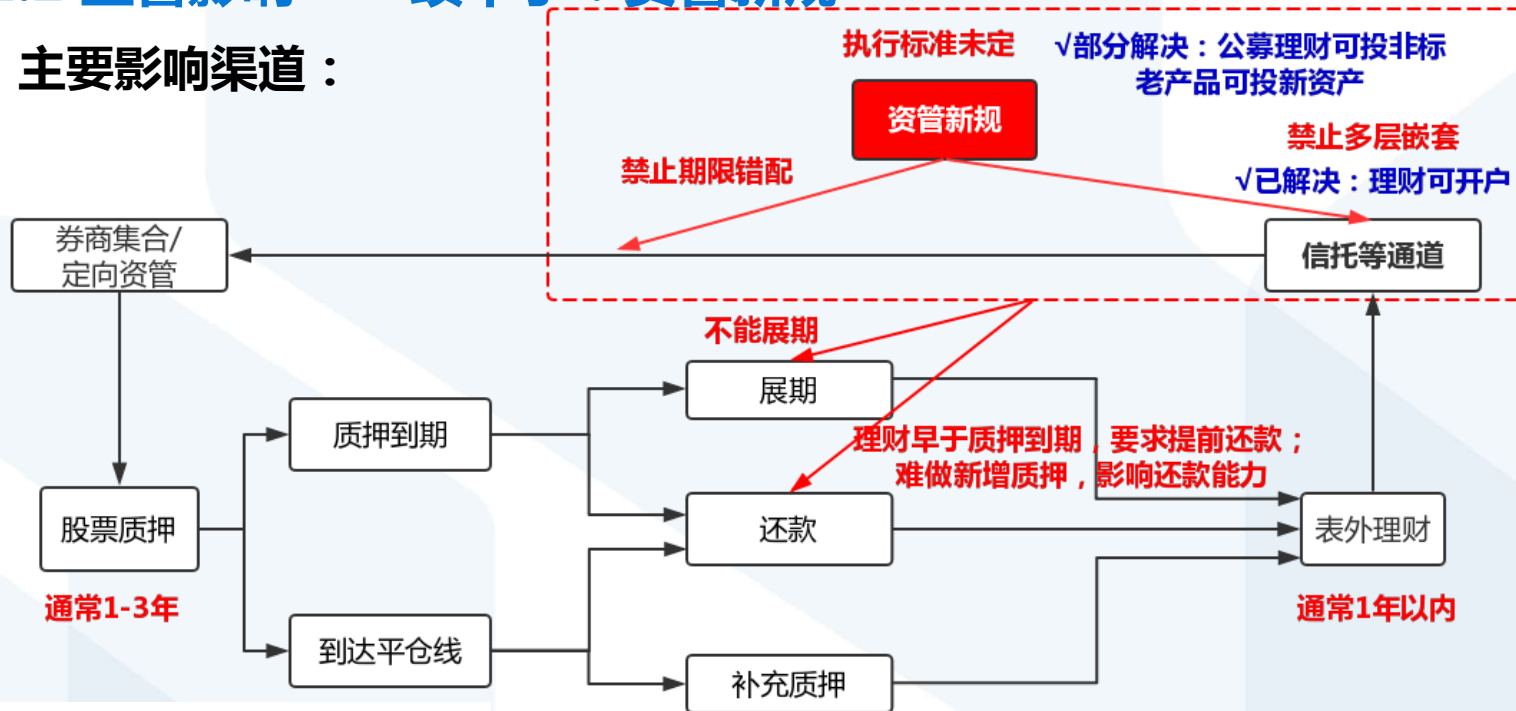 主要影响渠道：
执行标准未定
√部分解决：公募理财可投非标
老产品可投新资产
资管新规
禁止多层嵌套
√已解决：理财可开户
禁止期限错配
券商集合/
定向资管
信托等通道
不能展期
展期
质押到期
理财早于质押到期，要求提前还款；
难做新增质押，影响还款能力
股票质押
还款
表外理财
通常1-3年
通常1年以内
到达平仓线
补充质押